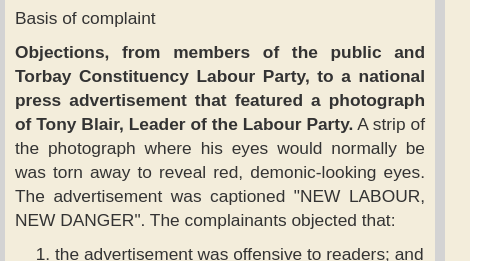 Basis of complaint
Objections, from members of the public and
Torbay Constituency Labour Party, to a national
press advertisement that featured a photograph
of Tony Blair, Leader of the Labour Party. A strip of
the photograph where his eyes would normally be
was torn away to reveal red, demonic-looking eyes.
The advertisement was captioned "NEW LABOUR,
NEW DANGER". The complainants objected that:
1. the advertisement was offensive to readers; and